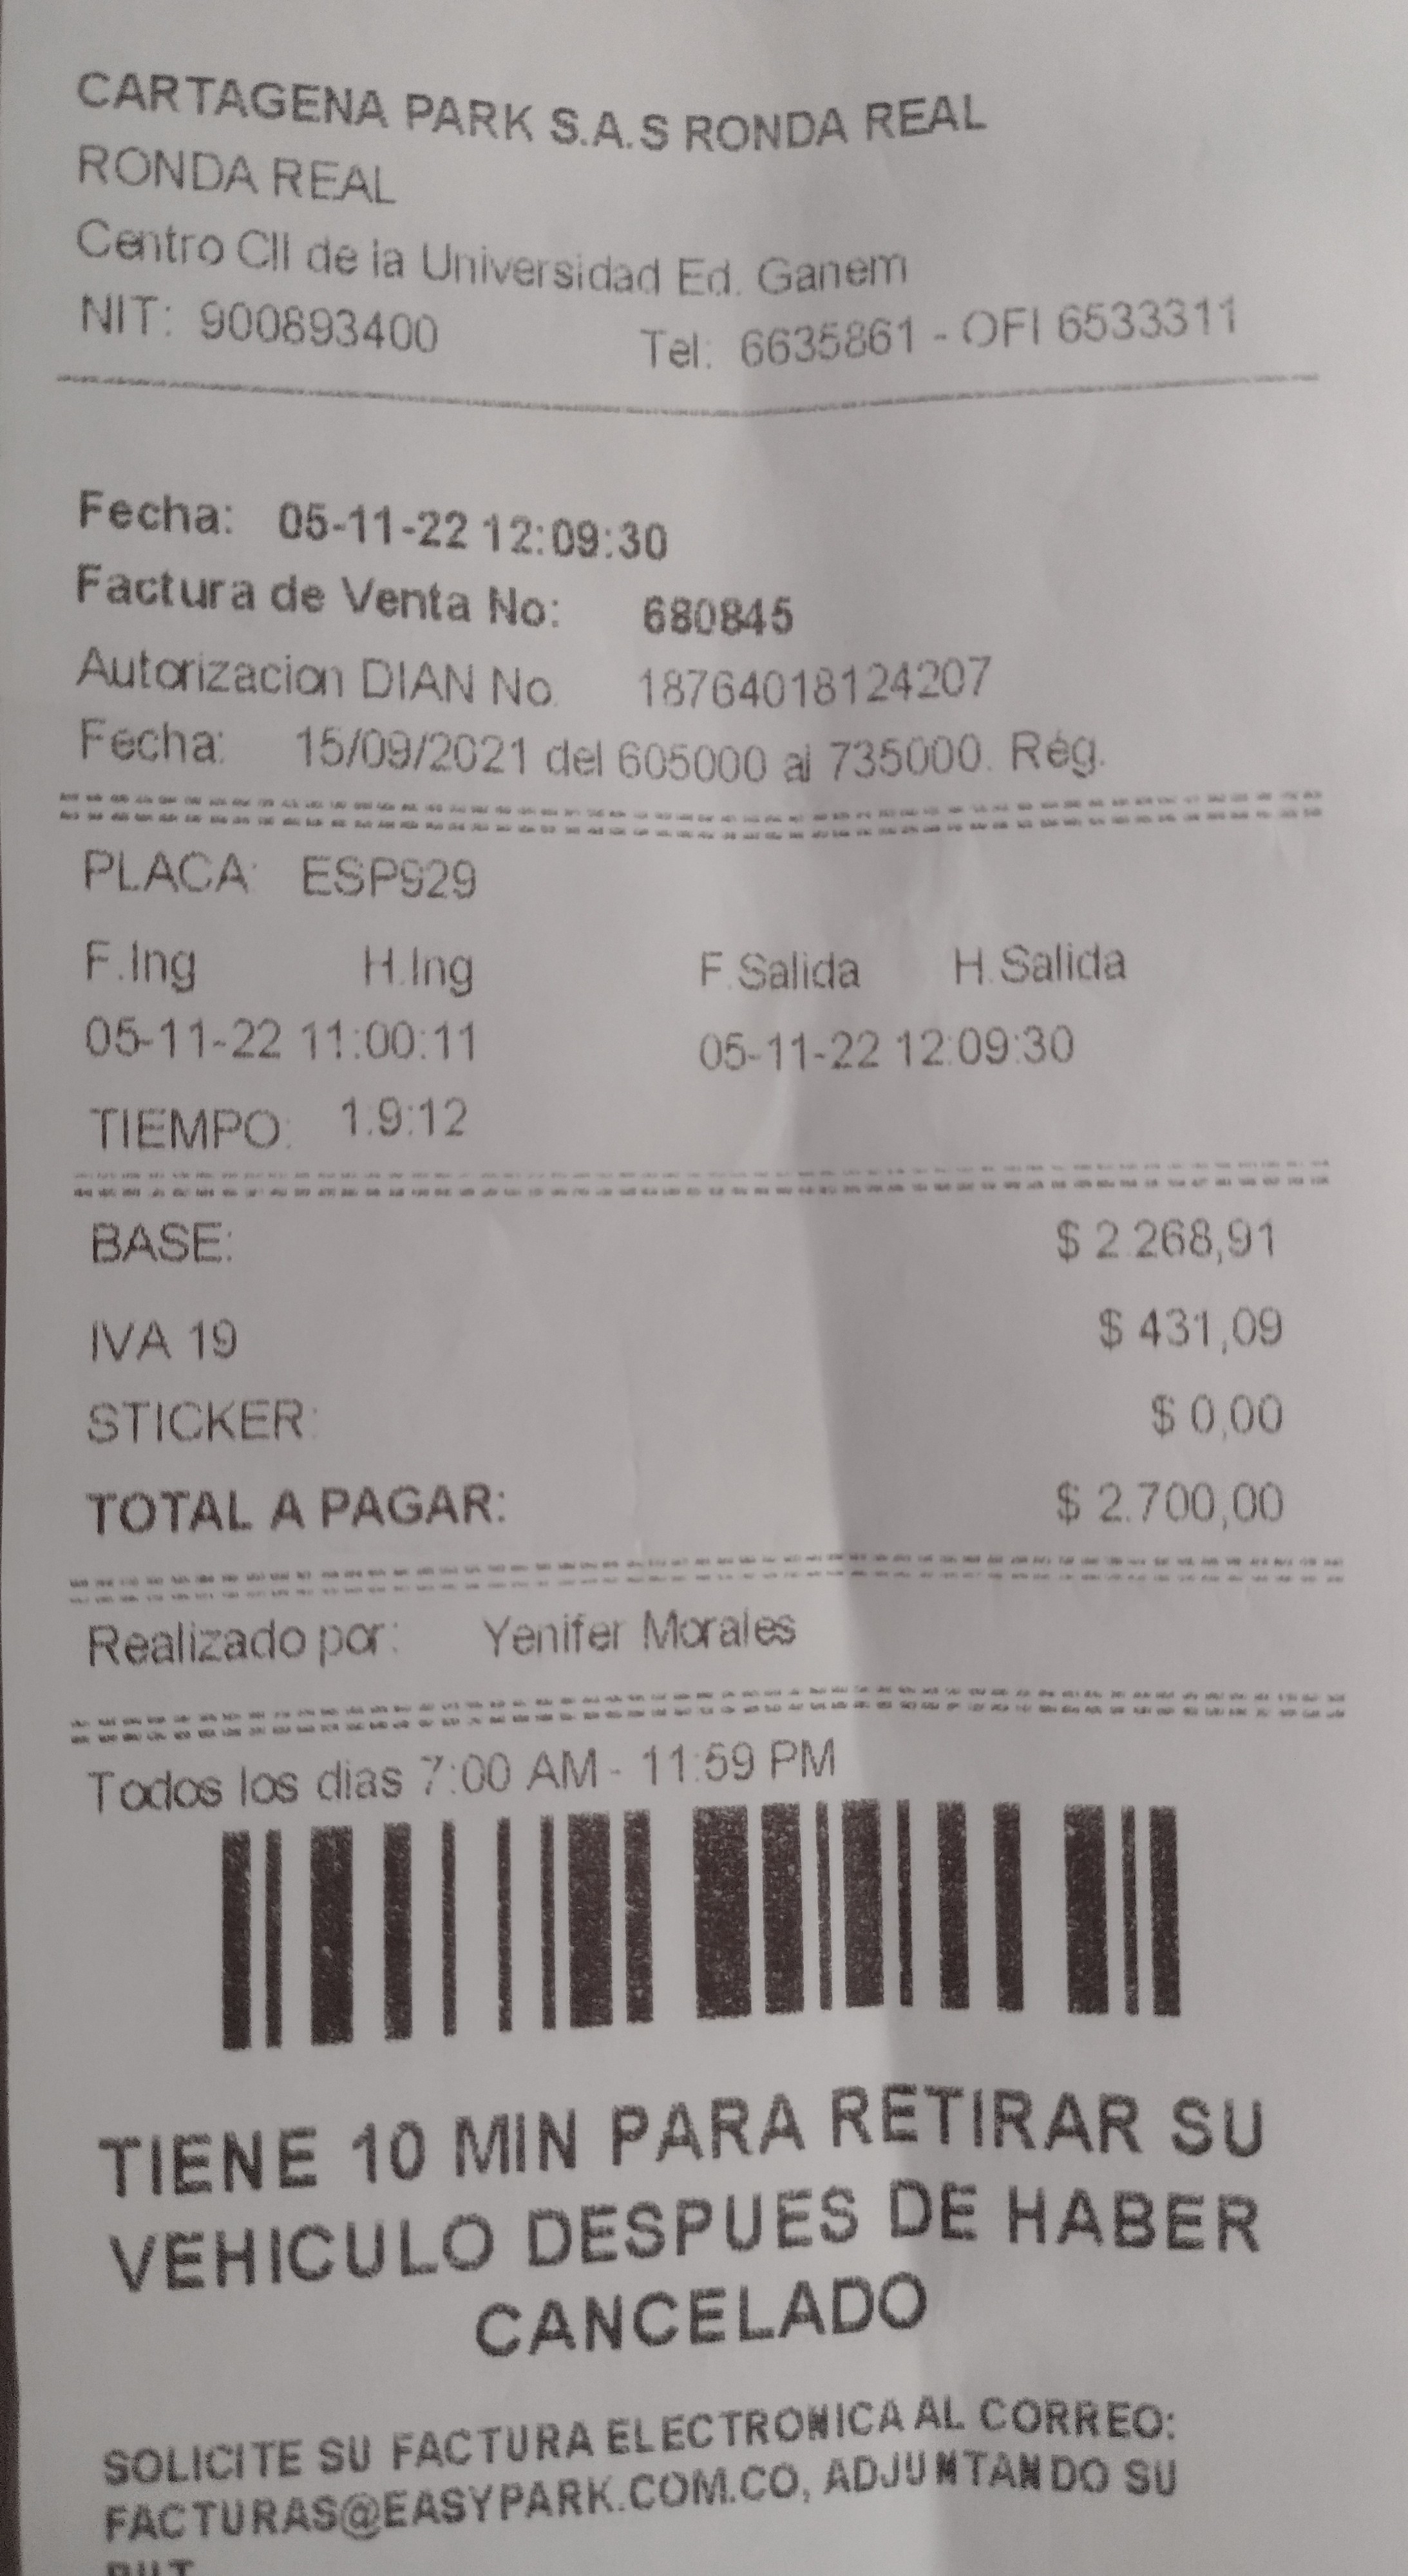 CARTAGENA PARK S.A.S RONDA REAL
RONDA REAL
Centro Cll de la Universidad Ed. Ganem
NIT: 900893400 Tel: 6635861 - OFI 6533311
Fecha: 05-11-22 12:09:30
Factura de Venta No: 680845
Autorizacion DIAN No. 18764018124207
Fecha: 15/09/2021 del 605000 al 735000. Rég.
PLACA: ESP929
F.Ing H.Ing F.Salida H.Salida
05-11-22 11:00:11 05-11-22 12:09:30
TIEMPO: 1:9:12
BASE: $ 2.268,91
IVA 19 $ 431,09
STICKER: $ 0,00
TOTAL A PAGAR: $ 2.700,00
Realizado por: Yenifer Morales
Todos los dias 7:00 AM - 11:59 PM
TIENE 10 MIN PARA RETIRAR SU
VEHICULO DESPUES DE HABER
CANCELADO
SOLICITE SU FACTURA ELECTRONICA AL CORREO:
FACTURAS@EASYPARK.COM.CO, ADJUNTANDO SU